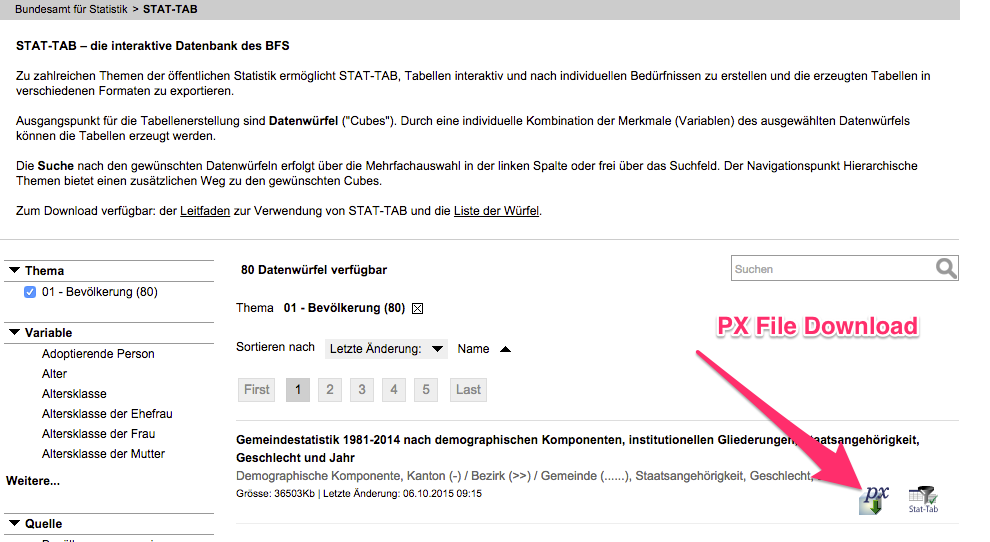 Bundesamt für Statistik > STAT-TAB
STAT-TAB – die interaktive Datenbank des BFS
Zu zahlreichen Themen der öffentlichen Statistik ermöglicht STAT-TAB, Tabellen interaktiv und nach individuellen Bedürfnissen zu erstellen und die erzeugten Tabellen in
verschiedenen Formaten zu exportieren.
Ausgangspunkt für die Tabellenerstellung sind Datenwürfel ("Cubes"). Durch eine individuelle Kombination der Merkmale (Variablen) des ausgewählten Datenwürfels
können die Tabellen erzeugt werden.
Die Suche nach den gewünschten Datenwürfeln erfolgt über die Mehrfachauswahl in der linken Spalte oder frei über das Suchfeld. Der Navigationspunkt Hierarchische
Themen bietet einen zusätzlichen Weg zu den gewünschten Cubes.
Zum Download verfügbar: der Leitfaden zur Verwendung von STAT-TAB und die Liste der Würfel.
Thema
01 - Bevölkerung (80)
Variable
Adoptierende Person
Alter
Altersklasse
Altersklasse der Ehefrau
Altersklasse der Frau
Altersklasse der Mutter
Weitere...
Quelle
80 Datenwürfel verfügbar
Suchen
Thema 01 - Bevölkerung (80)
PX File Download
Sortieren nach Letzte Änderung: Name
First 1 2 3 4 5 Last
Gemeindestatistik 1981-2014 nach demographischen Komponenten, institutionellen Gliederungen, Staatsangehörigkeit,
Geschlecht und Jahr
Demographische Komponente, Kanton (-) / Bezirk (>>) / Gemeinde (......), Staatsangehörigkeit, Geschlecht,
Grösse: 36503Kb | Letzte Änderung: 06.10.2015 09:15
px
Stat-Tab